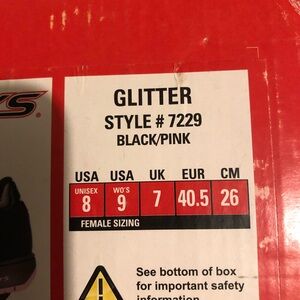 GLITTER
STYLE # 7229
BLACK/PINK
USA USA UK EUR CM
UNISEX WO'S
8 9 7 40.5 26
FEMALE SIZING
See bottom of box
for important safety
information